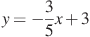 y = −3/5x + 3